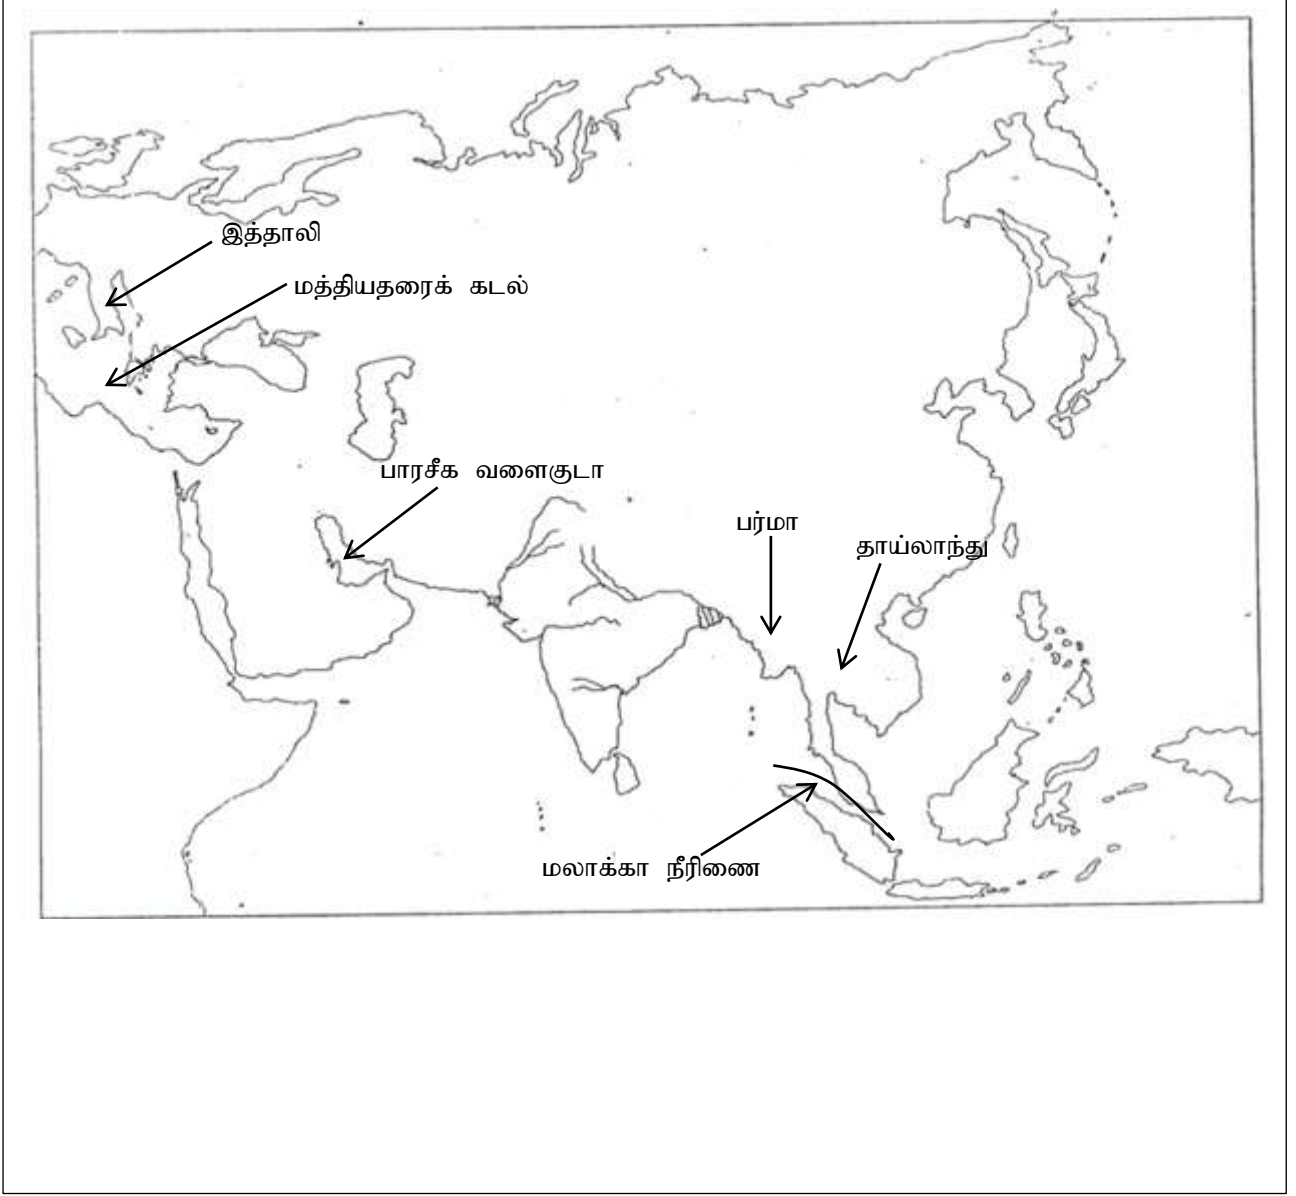 இத்தாலி
மத்தியதரைக் கடல்
பாரசீக வளைகுடா
பர்மா
தாய்லாந்து
மலாக்கா நீரிணை